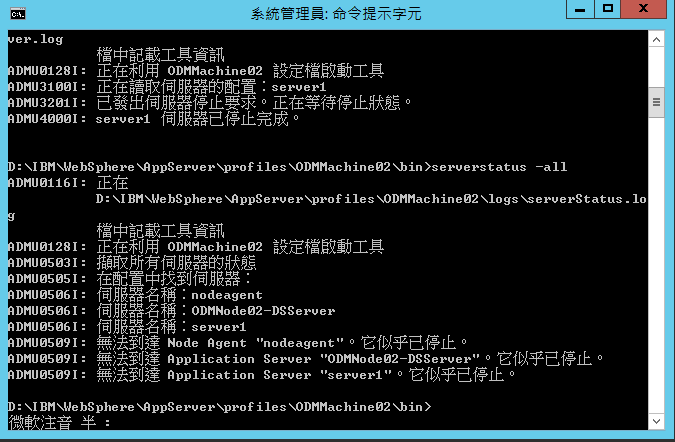 系統管理員: 命令提示字元
ver.log
檔中記載工具資訊
ADMU0128I: 正在利用 ODMMachine02 設定檔啟動工具
ADMU3100I: 正在讀取伺服器的配置：server1
ADMU3201I: 已發出伺服器停止要求。正在等待停止狀態。
ADMU4000I: server1 伺服器已停止完成。
D:\IBM\WebSphere\AppServer\profiles\ODMMachine02\bin>serverstatus -all
ADMU0116I: 正在
D:\IBM\WebSphere\AppServer\profiles\ODMMachine02\logs\serverStatus.lo
g
檔中記載工具資訊
ADMU0128I: 正在利用 ODMMachine02 設定檔啟動工具
ADMU0503I: 擷取所有伺服器的狀態
ADMU0505I: 在配置中找到伺服器：
ADMU0506I: 伺服器名稱：nodeagent
ADMU0506I: 伺服器名稱：ODMNode02-DSServer
ADMU0506I: 伺服器名稱：server1
ADMU0509I: 無法到達 Node Agent "nodeagent"。它似乎已停止。
ADMU0509I: 無法到達 Application Server "ODMNode02-DSServer"。它似乎已停止。
ADMU0509I: 無法到達 Application Server "server1"。它似乎已停止。
D:\IBM\WebSphere\AppServer\profiles\ODMMachine02\bin>
微軟注音 半 :